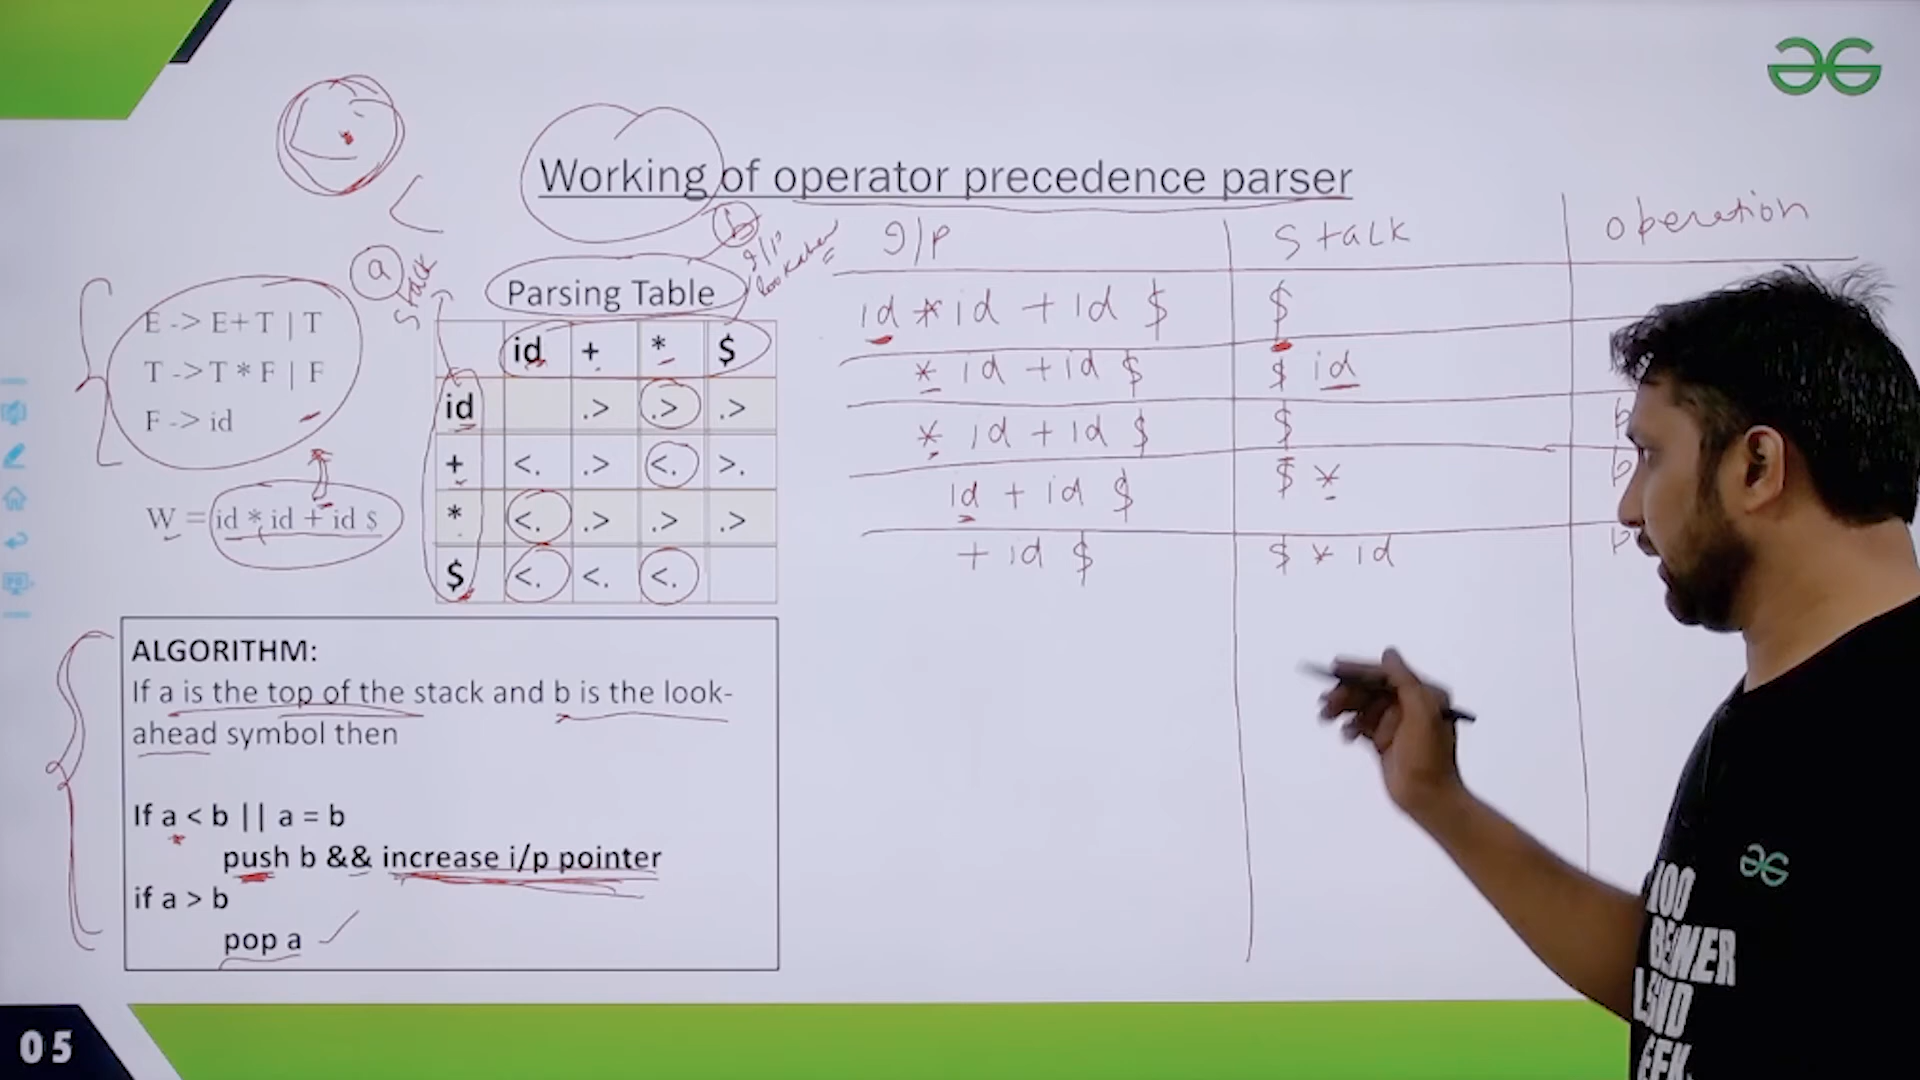 Working of operator precedence parser
a
Stack
b
I/P
lookahead
Parsing Table
E -> E+ T | T
T ->T * F | F
F -> id
W = id * id + id $
id + * $
id .> .> .>
+ <. .> <. >.
* <. .> .> .>
$ <. <. <.
ALGORITHM:
If a is the top of the stack and b is the look-
ahead symbol then
If a < b || a = b
push b && increase i/p pointer
if a > b
pop a
I/P Stack operation
id * id + id $ $
* id + id $ $ id
* id + id $ $ p
id + id $ $ * p
+ id $ $ * id p
05
100